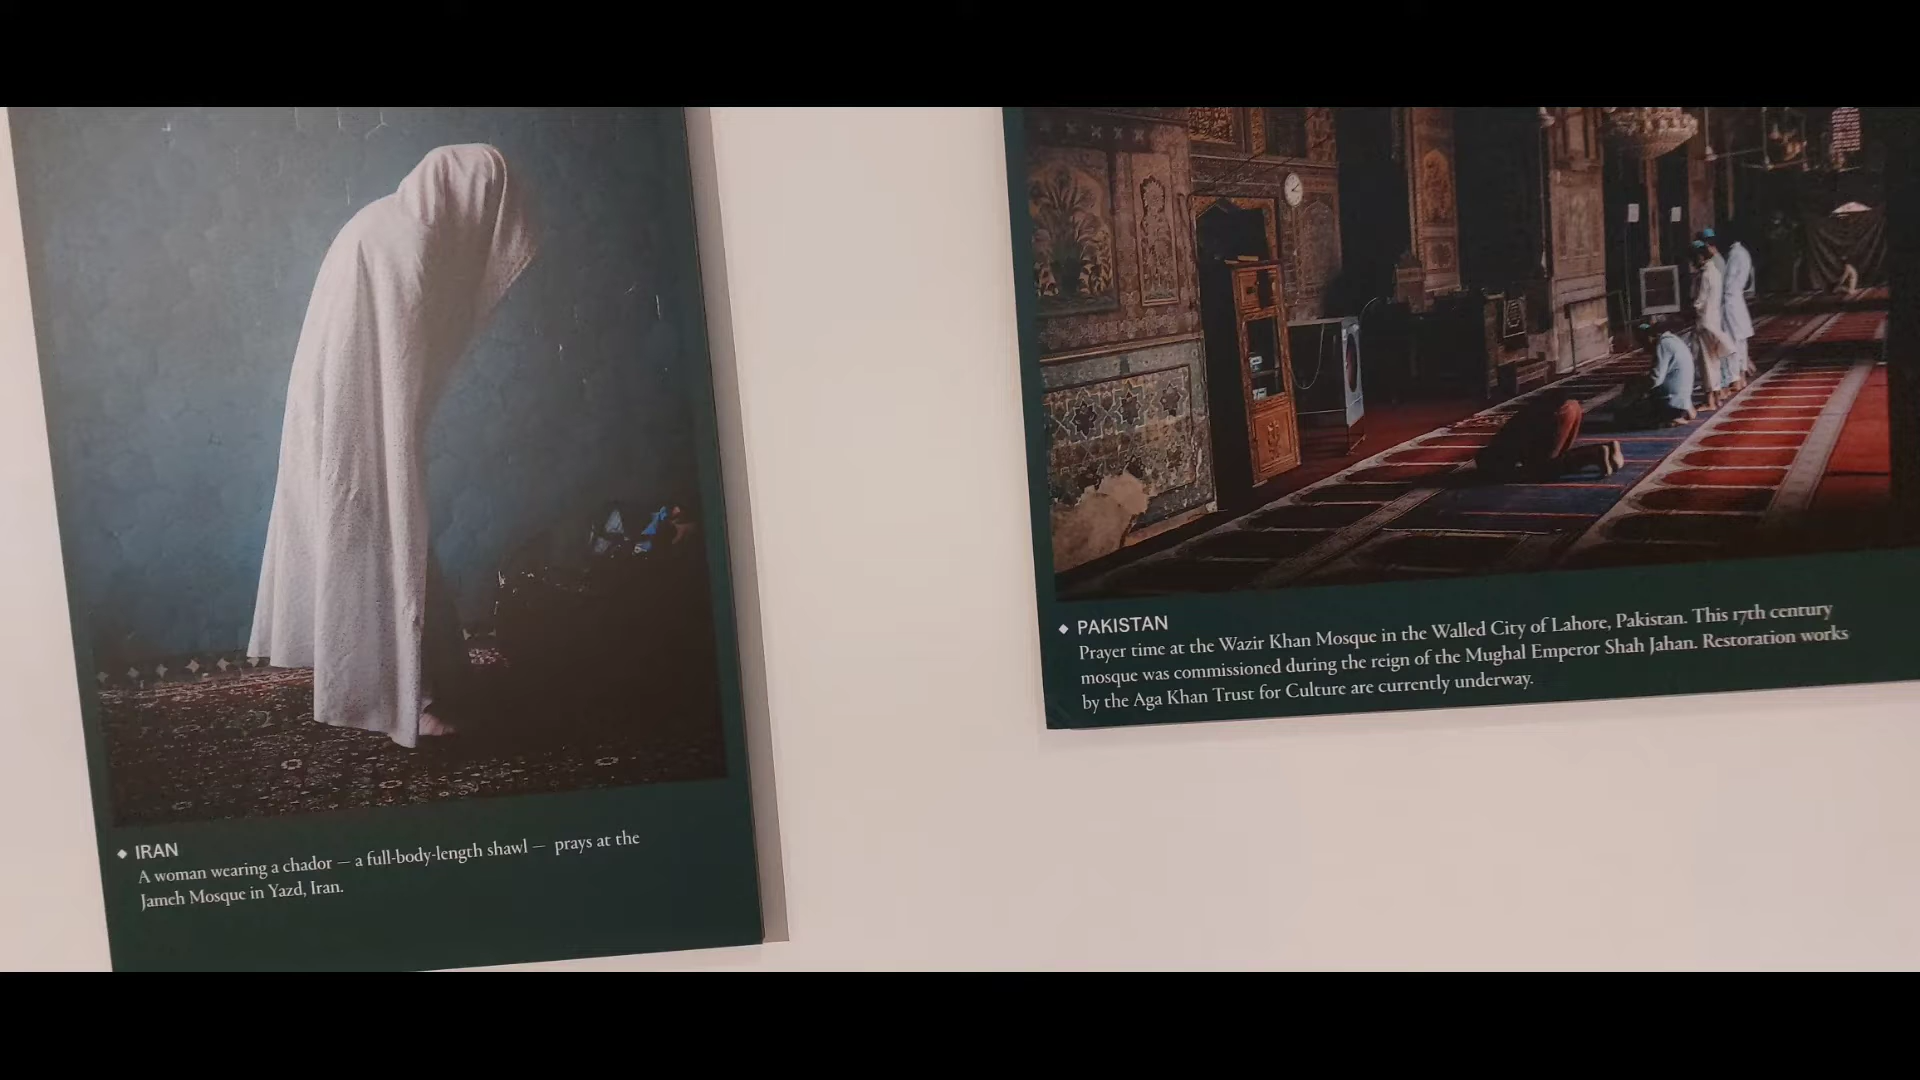 IRAN
A woman wearing a chador — a full-body-length shawl — prays at the
Jameh Mosque in Yazd, Iran.
PAKISTAN
Prayer time at the Wazir Khan Mosque in the Walled City of Lahore, Pakistan. This 17th century
mosque was commissioned during the reign of the Mughal Emperor Shah Jahan. Restoration works
by the Aga Khan Trust for Culture are currently underway.